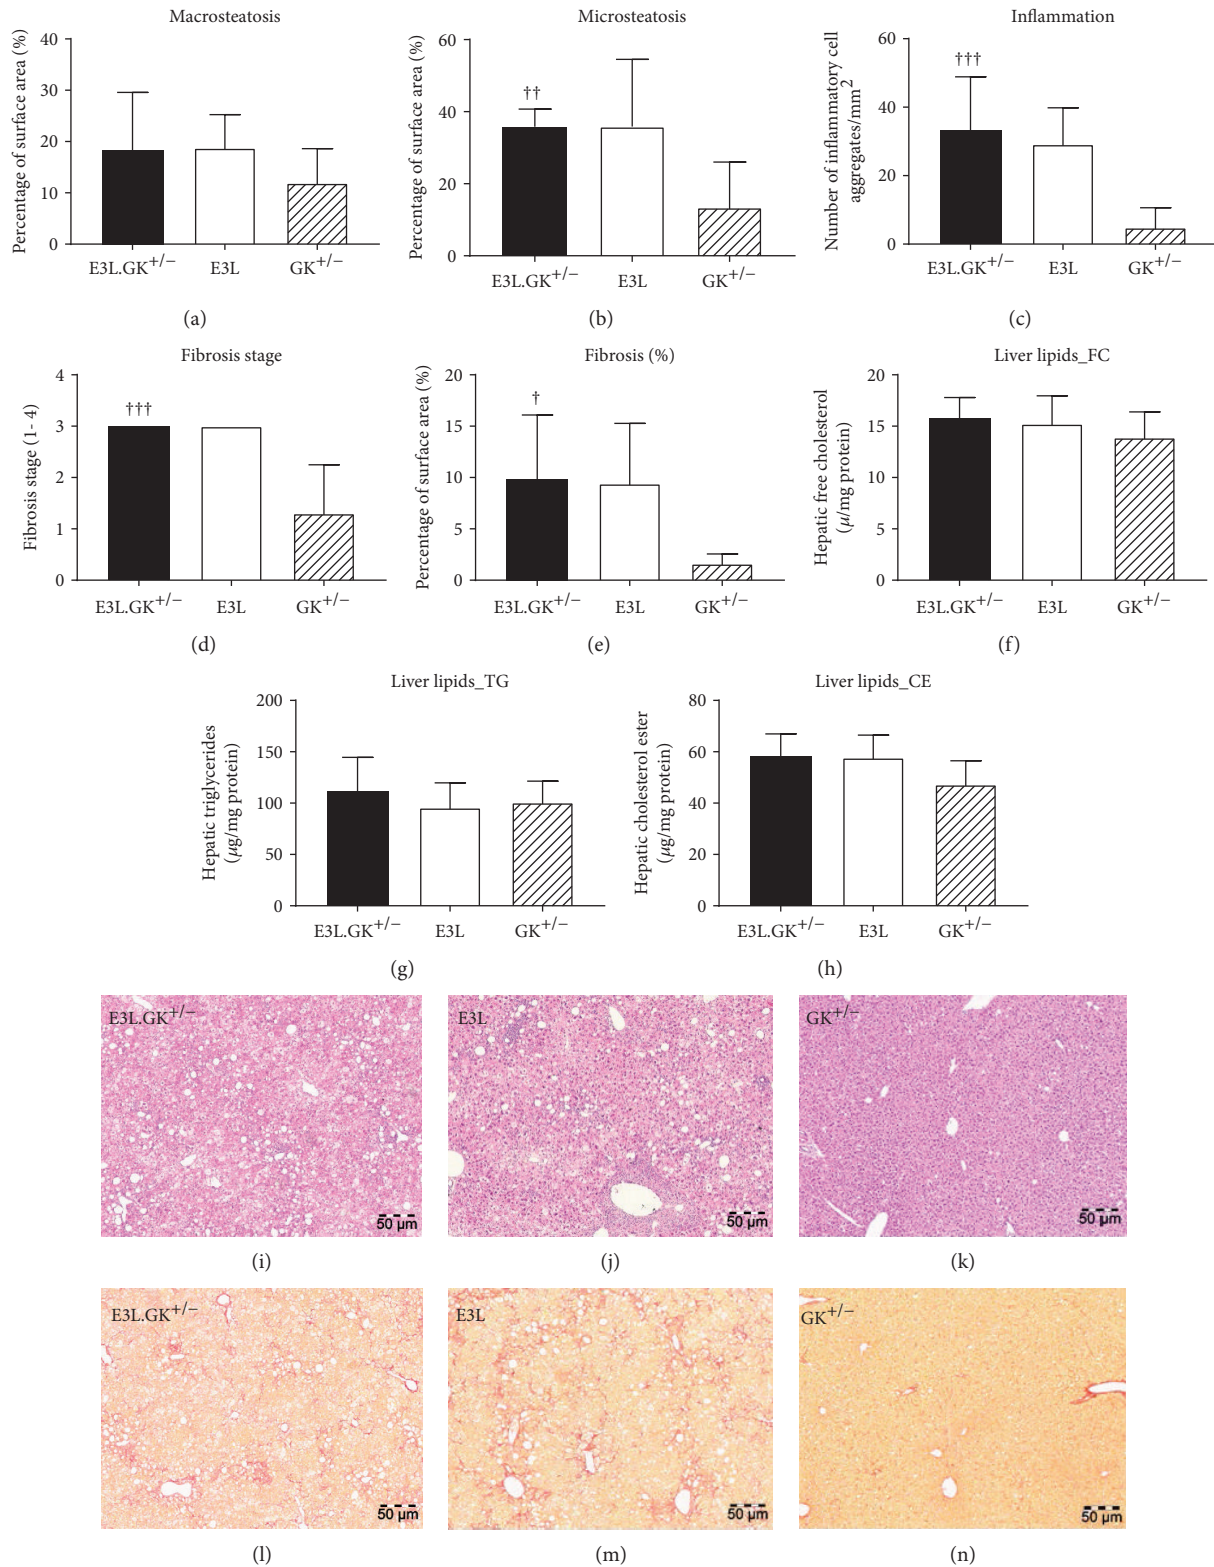 Macrosteatosis
Percentage of surface area (%)
40
30
20
10
0
E3L.GK+/−
E3L
GK+/−
(a)
Microsteatosis
Percentage of surface area (%)
60
40
20
0
††
E3L.GK+/−
E3L
GK+/−
(b)
Inflammation
Number of inflammatory cell
aggregates/mm2
60
40
20
0
†††
E3L.GK+/−
E3L
GK+/−
(c)
Fibrosis stage
Fibrosis stage (1- 4)
4
3
2
1
0
†††
E3L.GK+/−
E3L
GK+/−
(d)
Fibrosis (%)
Percentage of surface area (%)
20
15
10
5
0
†
E3L.GK+/−
E3L
GK+/−
(e)
Liver lipids_FC
Hepatic free cholesterol
(μ/mg protein)
20
15
10
5
0
E3L.GK+/−
E3L
GK+/−
(f)
Liver lipids_TG
Hepatic triglycerides
(μg/mg protein)
200
150
100
50
0
E3L.GK+/−
E3L
GK+/−
(g)
Liver lipids_CE
Hepatic cholesterol ester
(μg/mg protein)
80
60
40
20
0
E3L.GK+/−
E3L
GK+/−
(h)
E3L.GK+/−
50 µm
(i)
E3L
50 µm
(j)
GK+/−
50 µm
(k)
E3L.GK+/−
50 µm
(l)
E3L
50 µm
(m)
GK+/−
50 µm
(n)